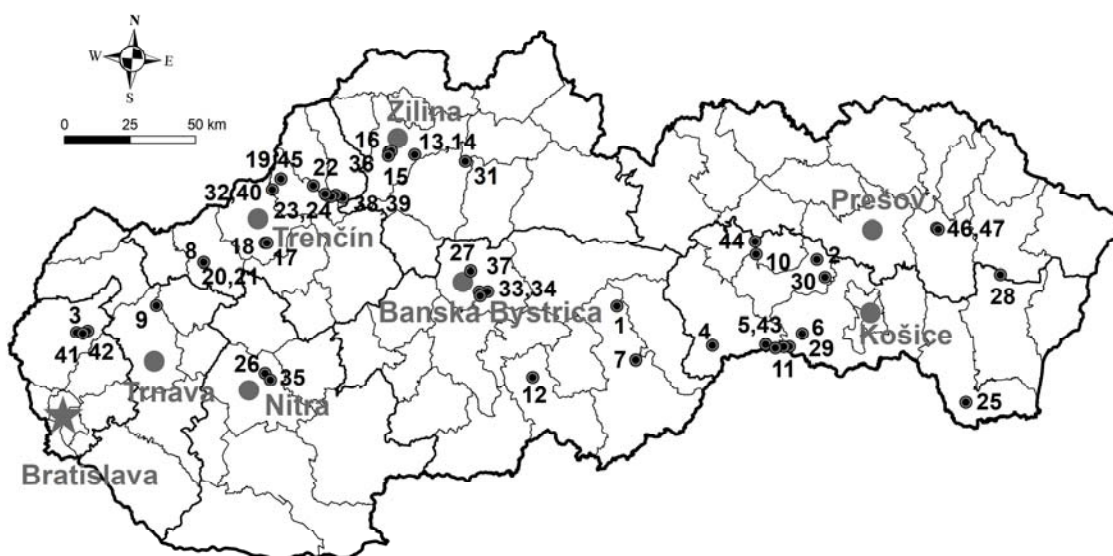 N
W E
S
0 25 50 km
Zilina
16 13,14
19,45 22 36 15 31
32,40
23,24 38,39
Trenčín
Prešov
46,47
44
18 17
8
20,21
27 37
10 2
30
28
33,34
Banská Bystrica
3 9
1
Košice
41 42
4 5,43 6
29
7 11
26
Trnava
35
Nitra
12
25
Bratislava